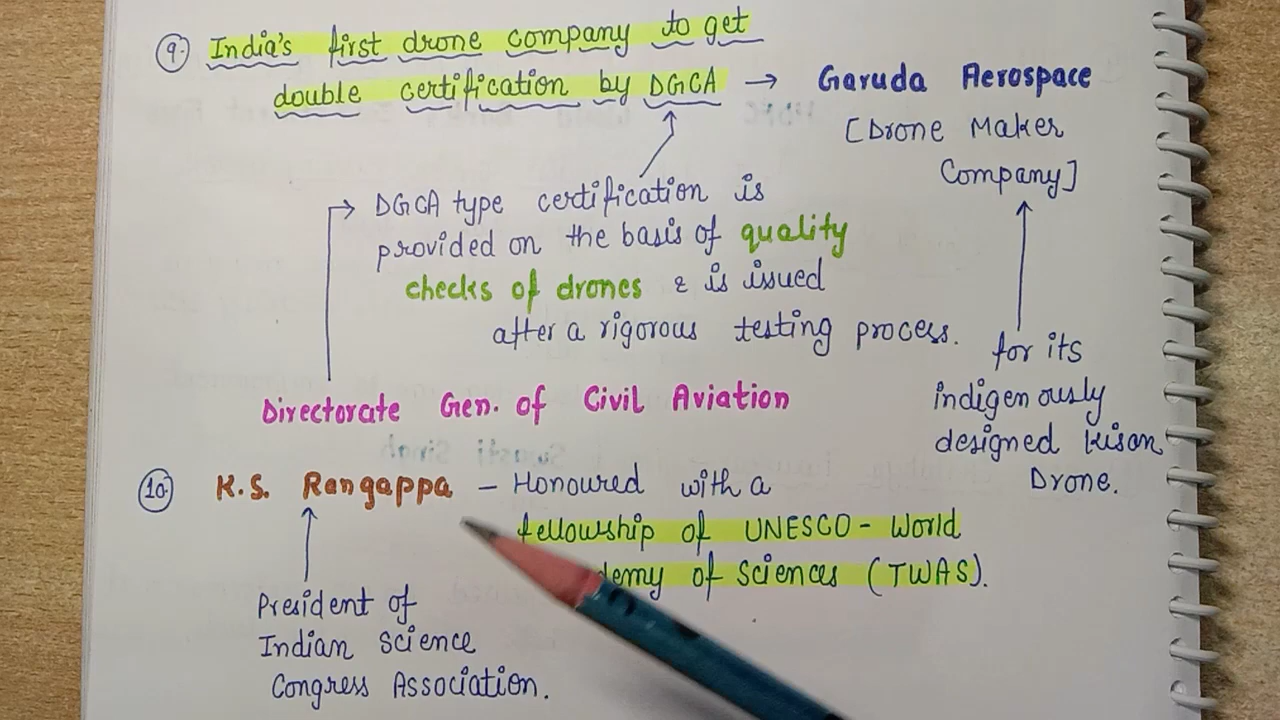 9. India's first drone company to get
double certification by DGCA → Garuda Aerospace
[Drone Maker
Company]
DGCA type certification is
provided on the basis of quality
checks of drones & is issued
after a rigorous testing process.
for its
indigenously
designed Kisan
Drone.
Directorate Gen. of Civil Aviation
10. K.S. Rangappa – Honoured with a
fellowship of UNESCO - World
demy of Sciences (TWAS).
President of
Indian Science
Congress Association.